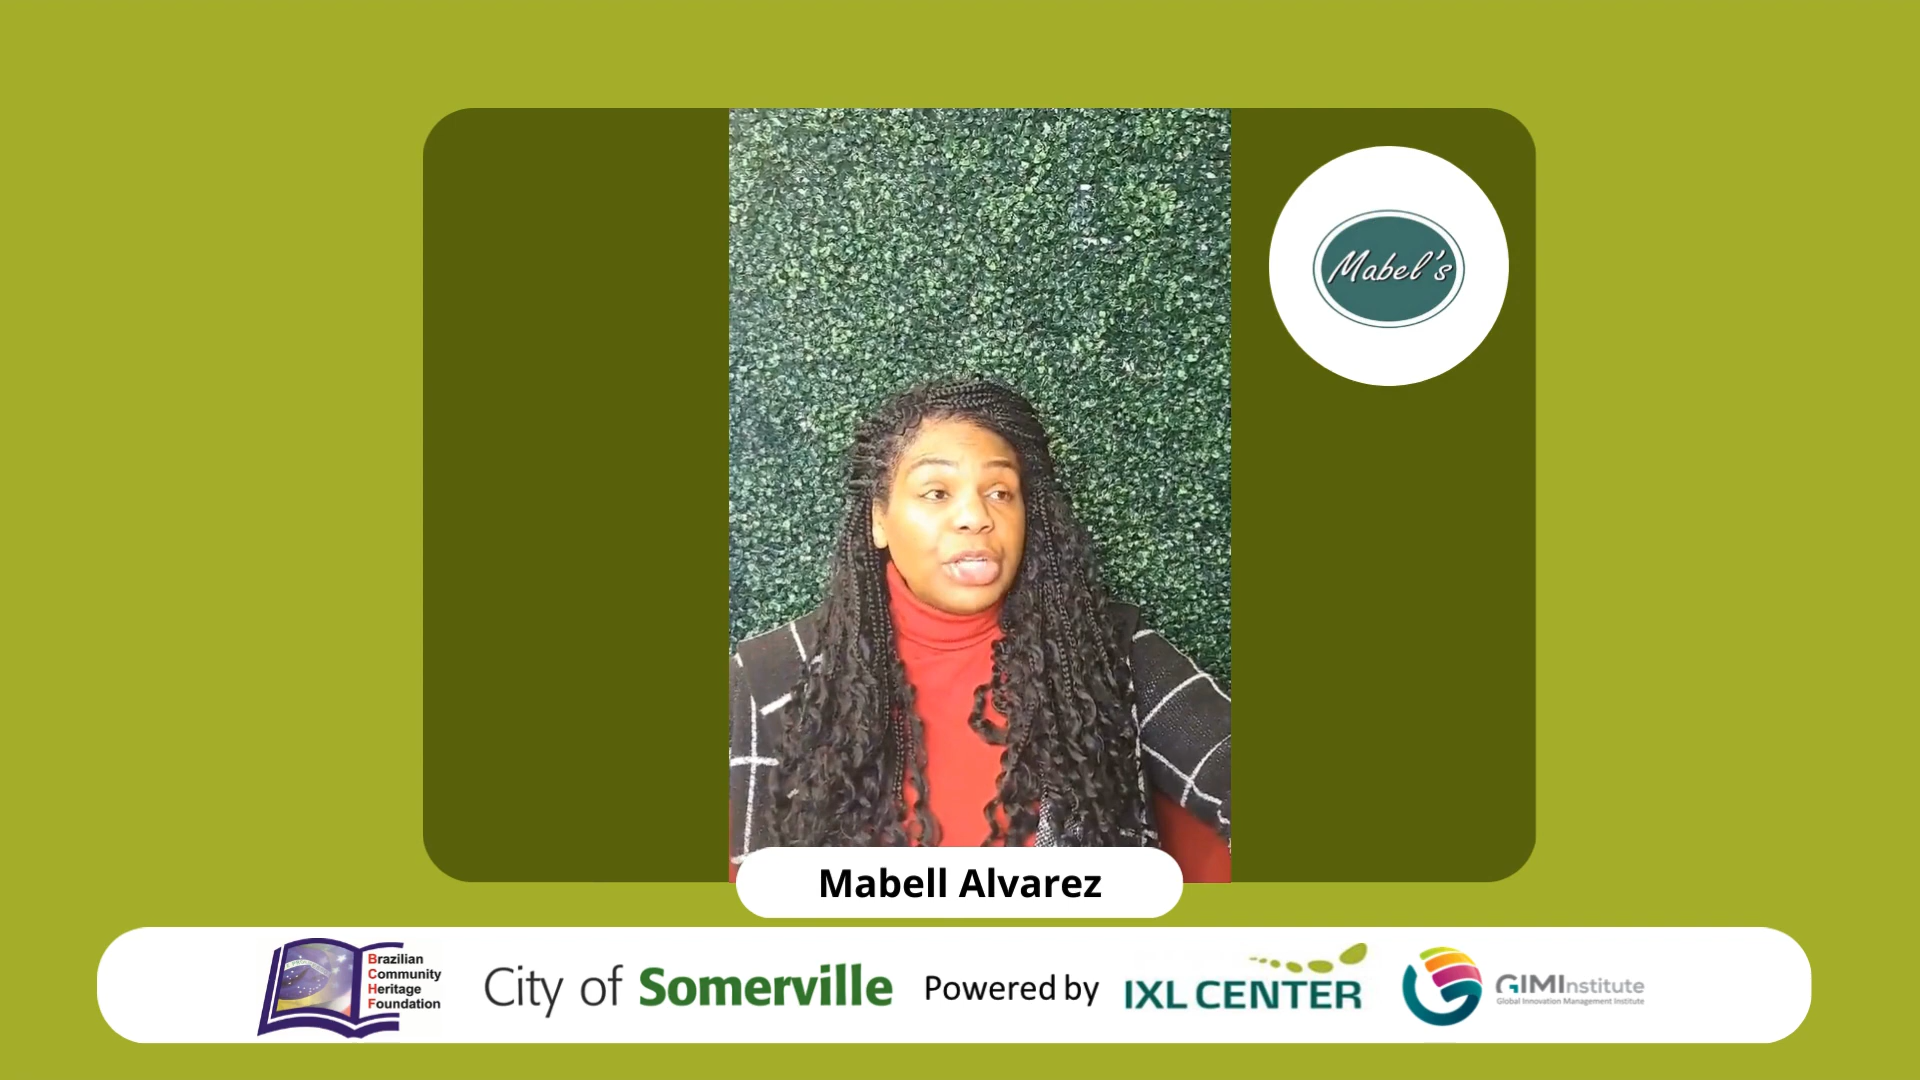 Mabel's
Mabell Alvarez
Brazilian
Community
Heritage
Foundation
City of Somerville
Powered by
IXL CENTER
GIMInstitute
Global Innovation Management Institute